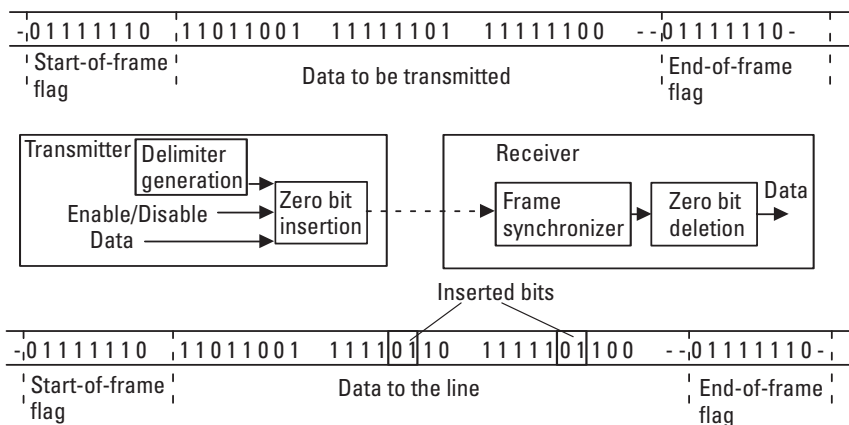 -01111110 11011001 11111101 11111100 --01111110-
Start-of-frame flag
Data to be transmitted
End-of-frame flag
Transmitter
Delimiter generation
Enable/Disable
Data
Zero bit insertion
Receiver
Frame synchronizer
Zero bit deletion
Data
Inserted bits
-01111110 11011001 11110110 1111101100 --01111110-
Start-of-frame flag
Data to the line
End-of-frame flag